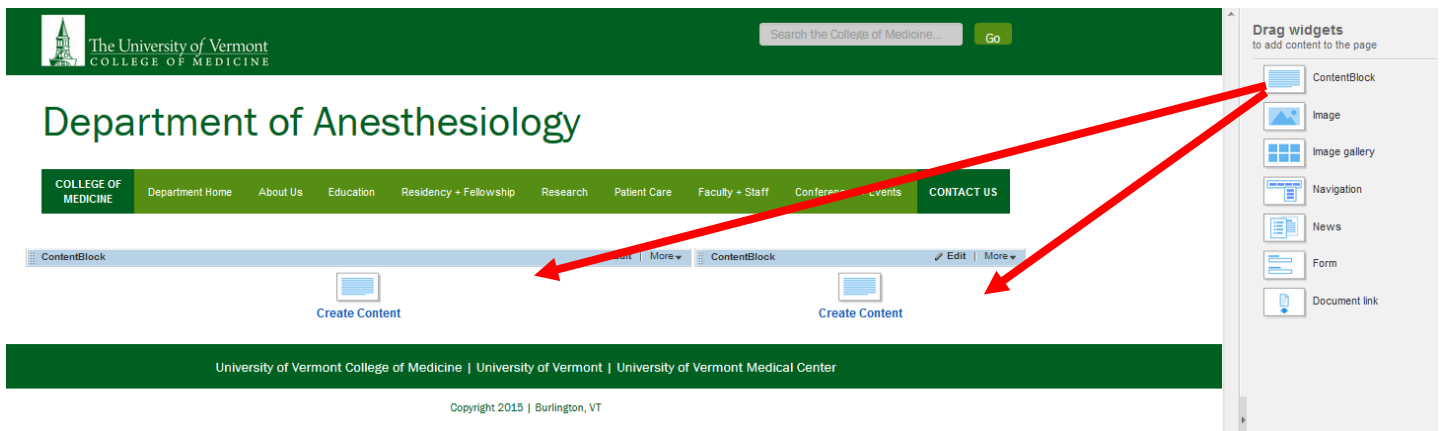 The University of Vermont
COLLEGE OF MEDICINE
Search the College of Medicine...
Go
Department of Anesthesiology
COLLEGE OF
MEDICINE
Department Home
About Us
Education
Residency + Fellowship
Research
Patient Care
Faculty + Staff
Events
CONTACT US
ContentBlock
More
ContentBlock
Edit | More
Create Content
Create Content
University of Vermont College of Medicine | University of Vermont | University of Vermont Medical Center
Copyright 2015 | Burlington, VT
Drag widgets
to add content to the page
ContentBlock
Image
Image gallery
Navigation
News
Form
Document link